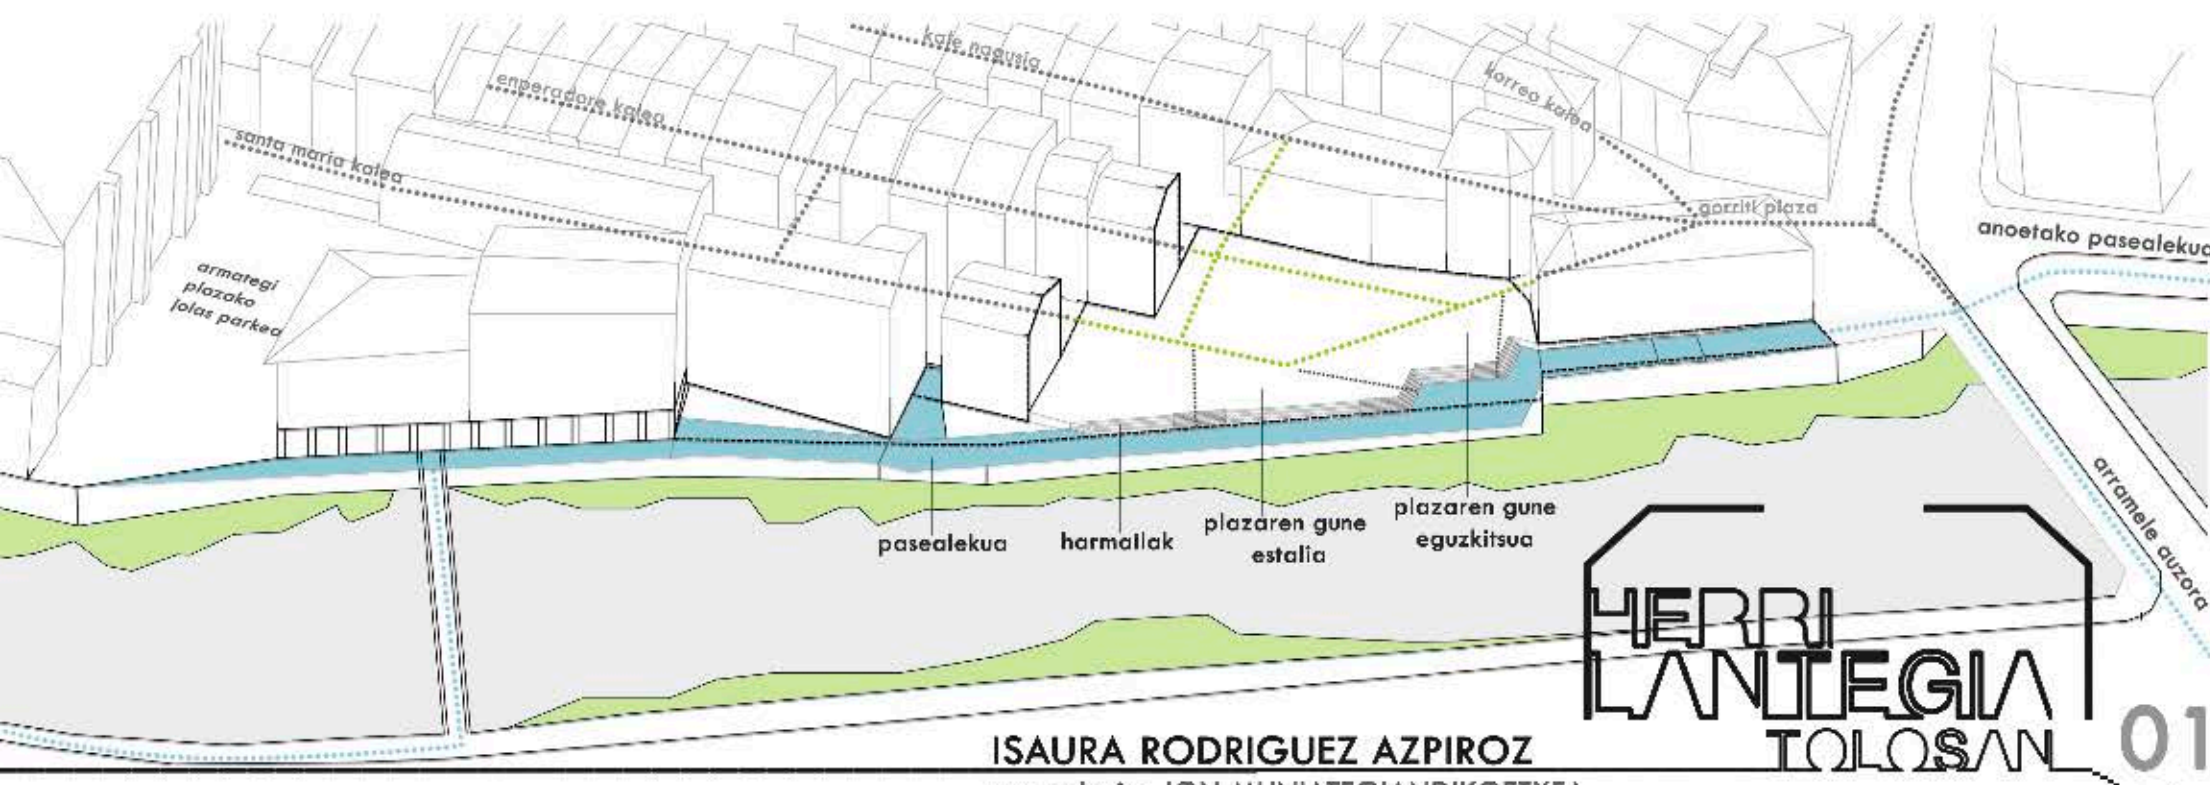 kale nagusia
korreo kalea
enperadore kalea
santa maria kalea
gorriti plaza
anoetako pasealekua
armategi
plazako
jolas parkea
arramele auzora
pasealekua
harmailak
plazaren gune
estalia
plazaren gune
eguzkitsua
HERRI
LANTEGIA
TOLOSAN
01
ISAURA RODRIGUEZ AZPIROZ